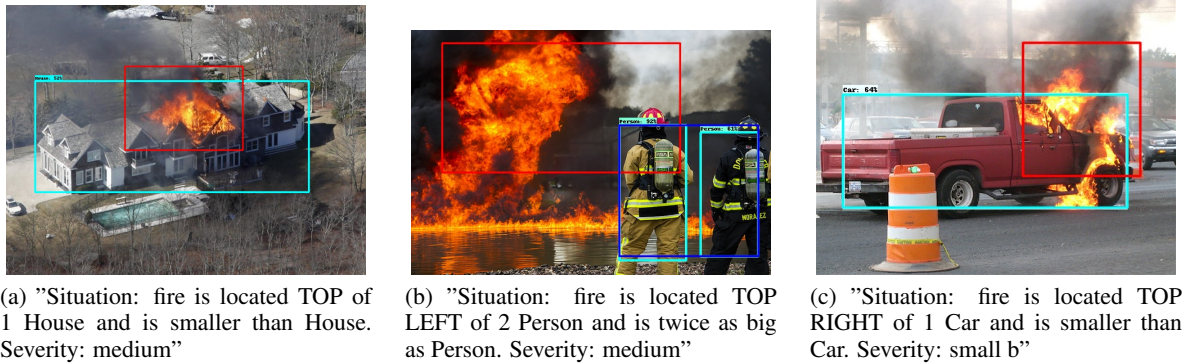 House: 52%
Person: 92%
Person: 61%
MORALEZ
Car: 64%
(a) ”Situation: fire is located TOP of
1 House and is smaller than House.
Severity: medium”
(b) ”Situation: fire is located TOP
LEFT of 2 Person and is twice as big
as Person. Severity: medium”
(c) ”Situation: fire is located TOP
RIGHT of 1 Car and is smaller than
Car. Severity: small b”